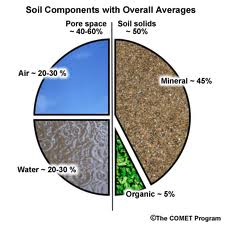 Soil Components with Overall Averages
Pore space
~ 40-60%
Soil solids
~ 50%
Air ~ 20-30 %
Mineral ~ 45%
Water ~ 20-30 %
Organic ~ 5%
©The COMET Program